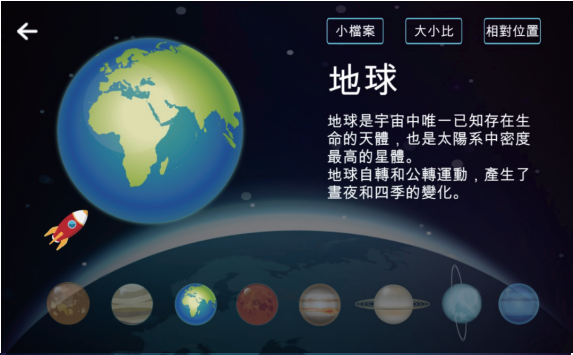 小檔案
大小比
相對位置
地球
地球是宇宙中唯一已知存在生
命的天體，也是太陽系中密度
最高的星體。
地球自轉和公轉運動，產生了
晝夜和四季的變化。